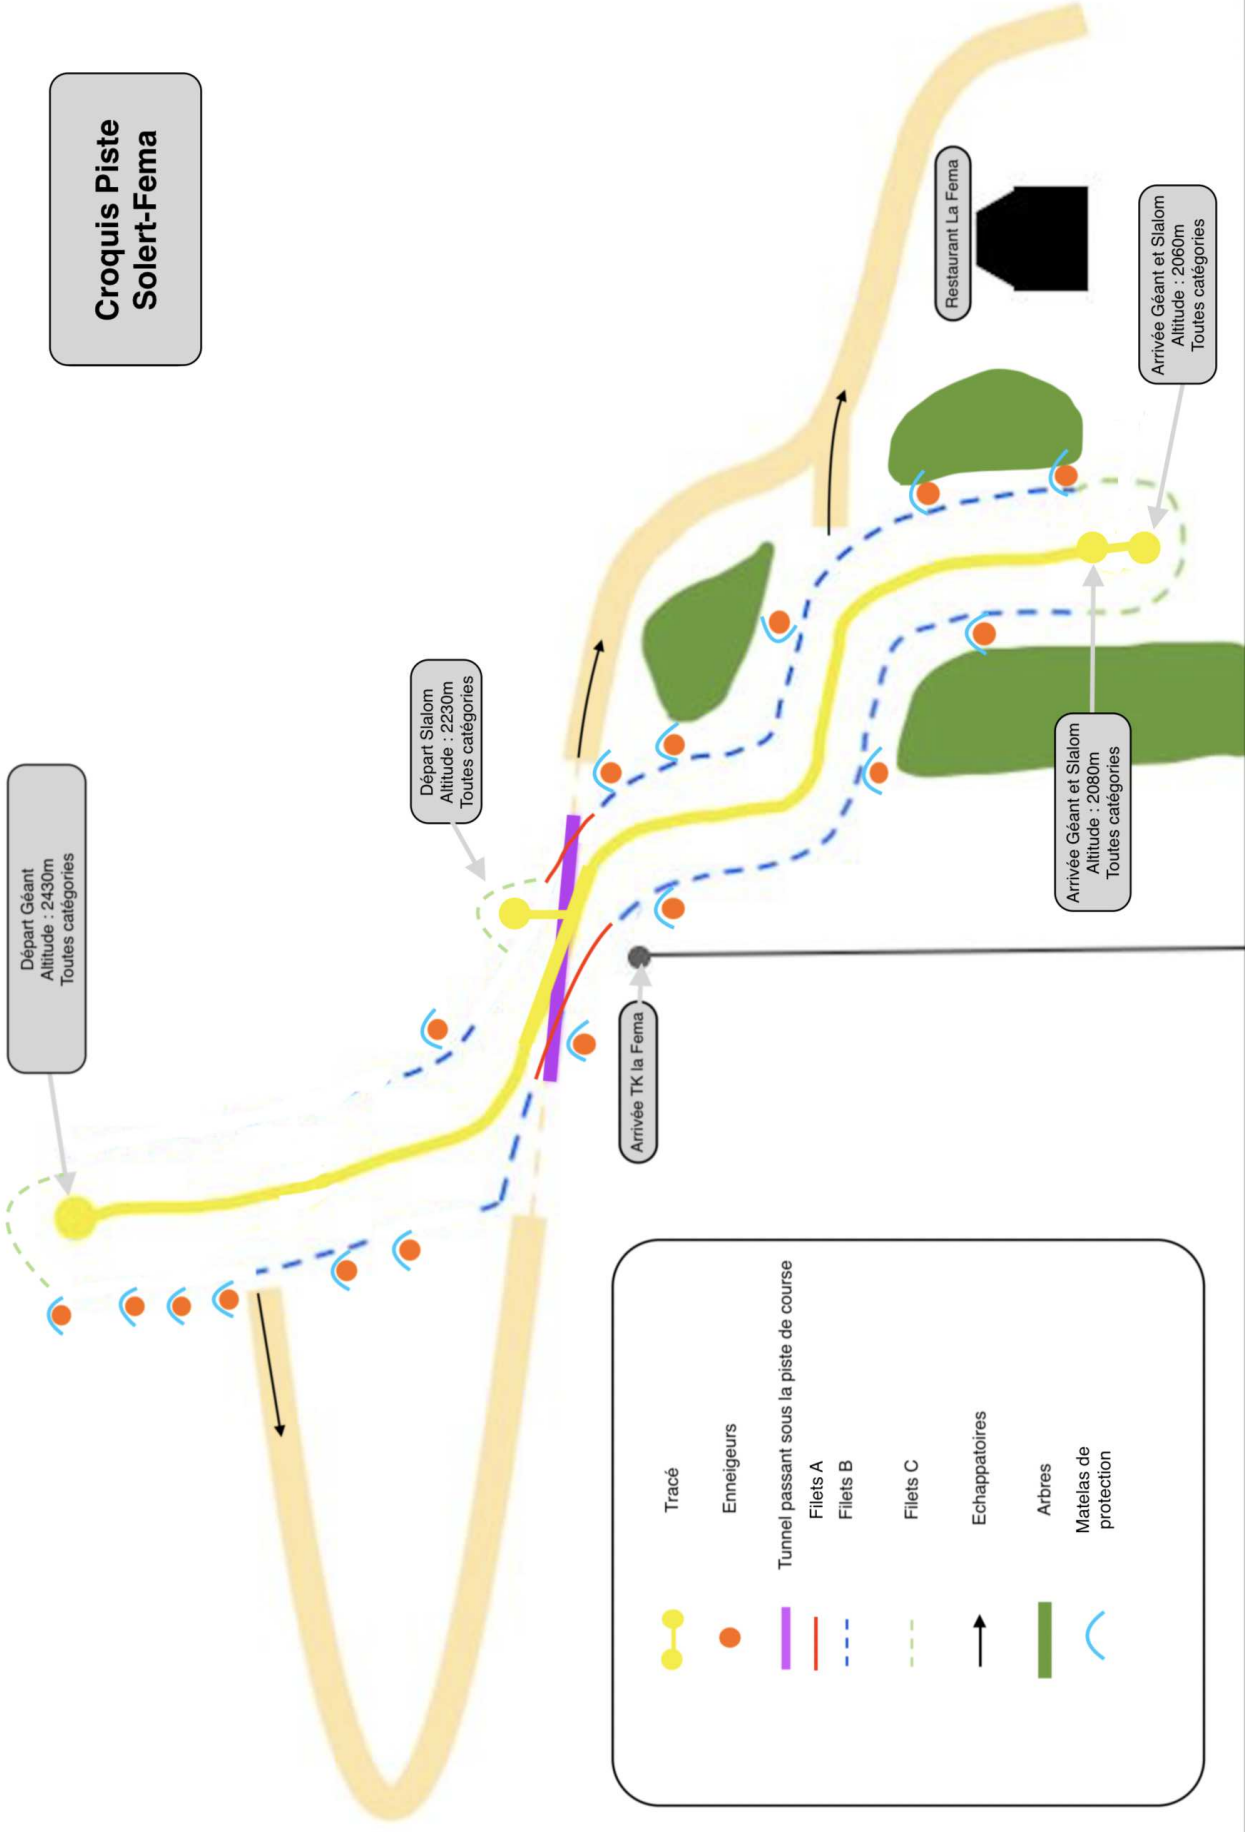 Croquis Piste
Solert-Fema
Départ Géant
Altitude : 2430m
Toutes catégories
Départ Slalom
Altitude : 2230m
Toutes catégories
Restaurant La Fema
Arrivée Géant et Slalom
Altitude : 2060m
Toutes catégories
Arrivée Géant et Slalom
Altitude : 2080m
Toutes catégories
Arrivée TK la Fema
Tracé
Enneigeurs
Tunnel passant sous la piste de course
Filets A
Filets B
Filets C
Echappatoires
Arbres
Matelas de
protection